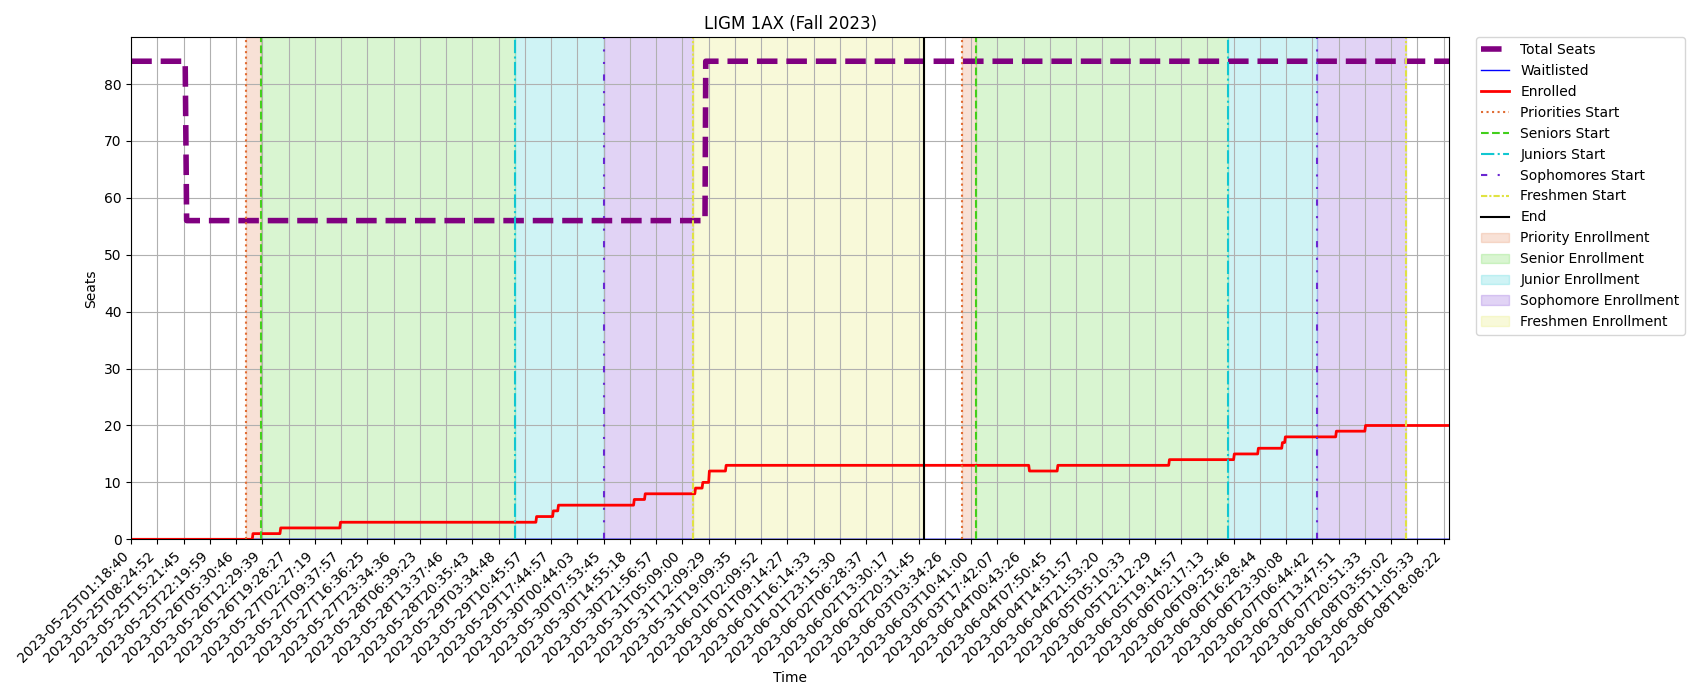 LIGM 1AX (Fall 2023)
Total Seats
Waitlisted
Enrolled
Priorities Start
Seniors Start
Juniors Start
Sophomores Start
Freshmen Start
End
Priority Enrollment
Senior Enrollment
Junior Enrollment
Sophomore Enrollment
Freshmen Enrollment
Seats
80
70
60
50
40
30
20
10
0
2023-05-25T01:18:40
2023-05-25T08:24:52
2023-05-25T15:21:45
2023-05-25T22:19:59
2023-05-26T05:30:46
2023-05-26T12:29:39
2023-05-26T19:28:27
2023-05-27T02:27:19
2023-05-27T09:37:57
2023-05-27T16:36:25
2023-05-27T23:34:36
2023-05-28T06:39:23
2023-05-28T13:37:46
2023-05-28T20:35:43
2023-05-29T03:34:48
2023-05-29T10:45:57
2023-05-29T17:44:57
2023-05-30T00:44:03
2023-05-30T07:53:45
2023-05-30T14:55:18
2023-05-30T21:56:57
2023-05-31T05:09:00
2023-05-31T12:09:29
2023-05-31T19:09:35
2023-06-01T02:09:52
2023-06-01T09:14:27
2023-06-01T16:14:33
2023-06-01T23:15:30
2023-06-02T06:28:37
2023-06-02T13:30:17
2023-06-02T20:31:45
2023-06-03T03:34:26
2023-06-03T10:41:00
2023-06-03T17:42:07
2023-06-04T00:43:26
2023-06-04T07:50:45
2023-06-04T14:51:57
2023-06-04T21:53:20
2023-06-05T05:10:33
2023-06-05T12:12:29
2023-06-05T19:14:57
2023-06-06T02:17:13
2023-06-06T09:25:46
2023-06-06T16:28:44
2023-06-06T23:30:08
2023-06-07T06:44:42
2023-06-07T13:47:51
2023-06-07T20:51:33
2023-06-08T03:55:02
2023-06-08T11:05:33
2023-06-08T18:08:22
Time